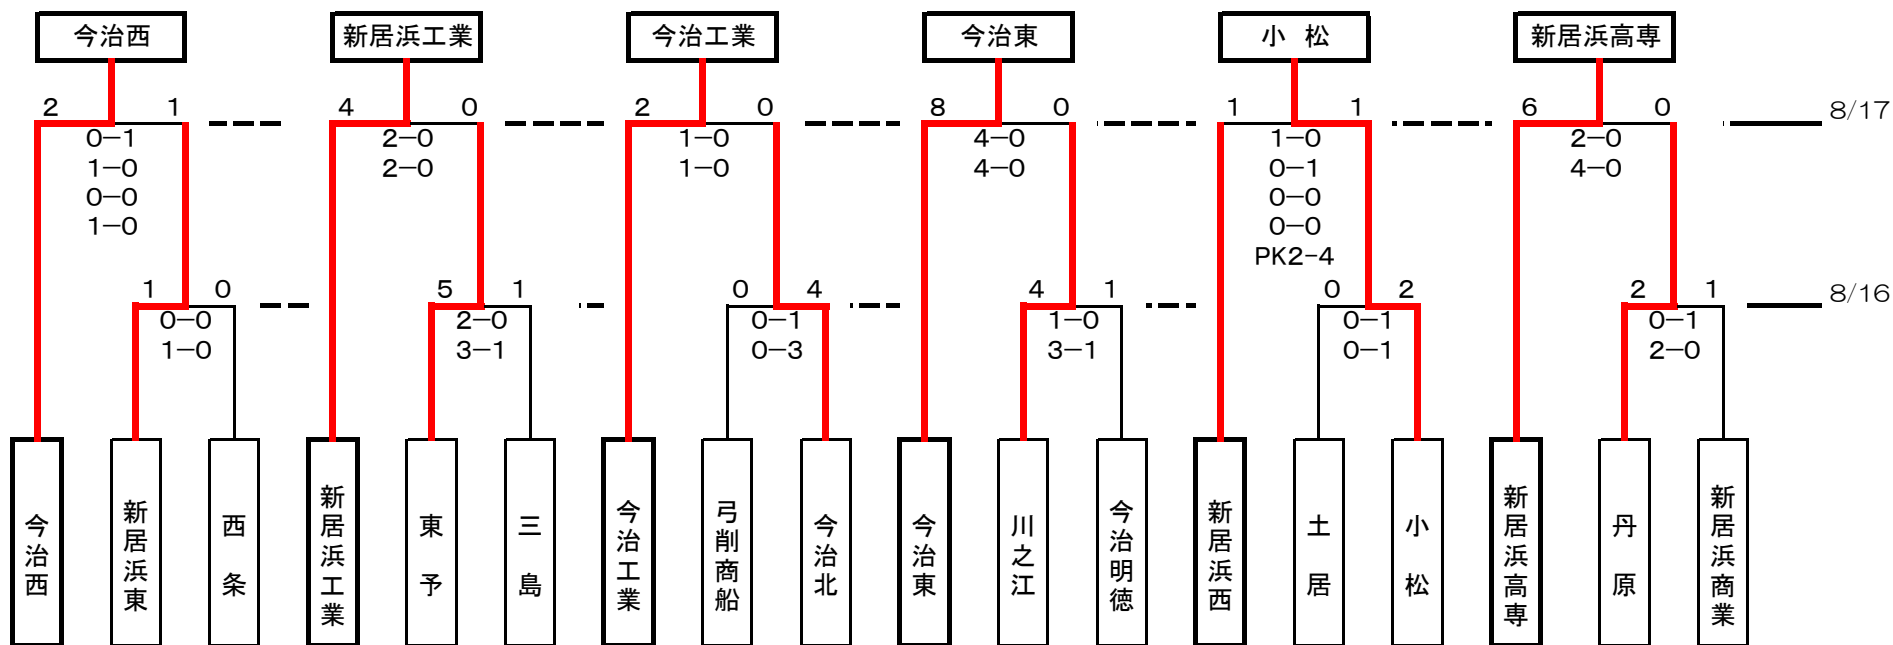 今治西 新居浜工業 今治工業 今治東 小 松 新居浜高専
2 1 4 0 2 0 8 0 1 1 6 0 8/17
0−1 2−0 1−0 4−0 1−0 2−0
1−0 2−0 1−0 4−0 0−1 4−0
0−0 0−0
1−0 0−0
PK2-4
1 0 5 1 0 4 4 1 0 2 2 1 8/16
0−0 2−0 0−1 1−0 0−1 0−1
1−0 3−1 0−3 3−1 0−1 2−0
今治西
新居浜東
西条
新居浜工業
東予
三島
今治工業
弓削商船
今治北
今治東
川之江
今治明徳
新居浜西
土居
小松
新居浜高専
丹原
新居浜商業